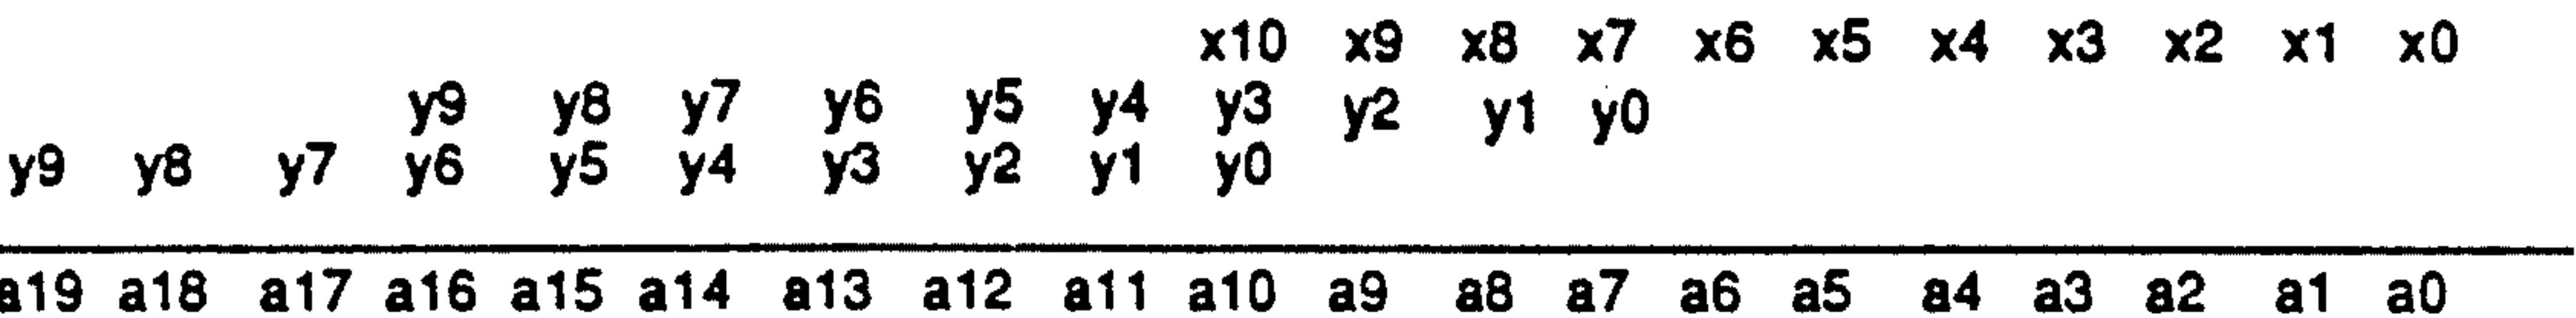 x10 x9 x8 x7 x6 x5 x4 x3 x2 x1 x0
y9 y8 y7 y6 y5 y4 y3 y2 y1 y0
y9 y8 y7 y6 y5 y4 y3 y2 y1 y0
a19 a18 a17 a16 a15 a14 a13 a12 a11 a10 a9 a8 a7 a6 a5 a4 a3 a2 a1 a0